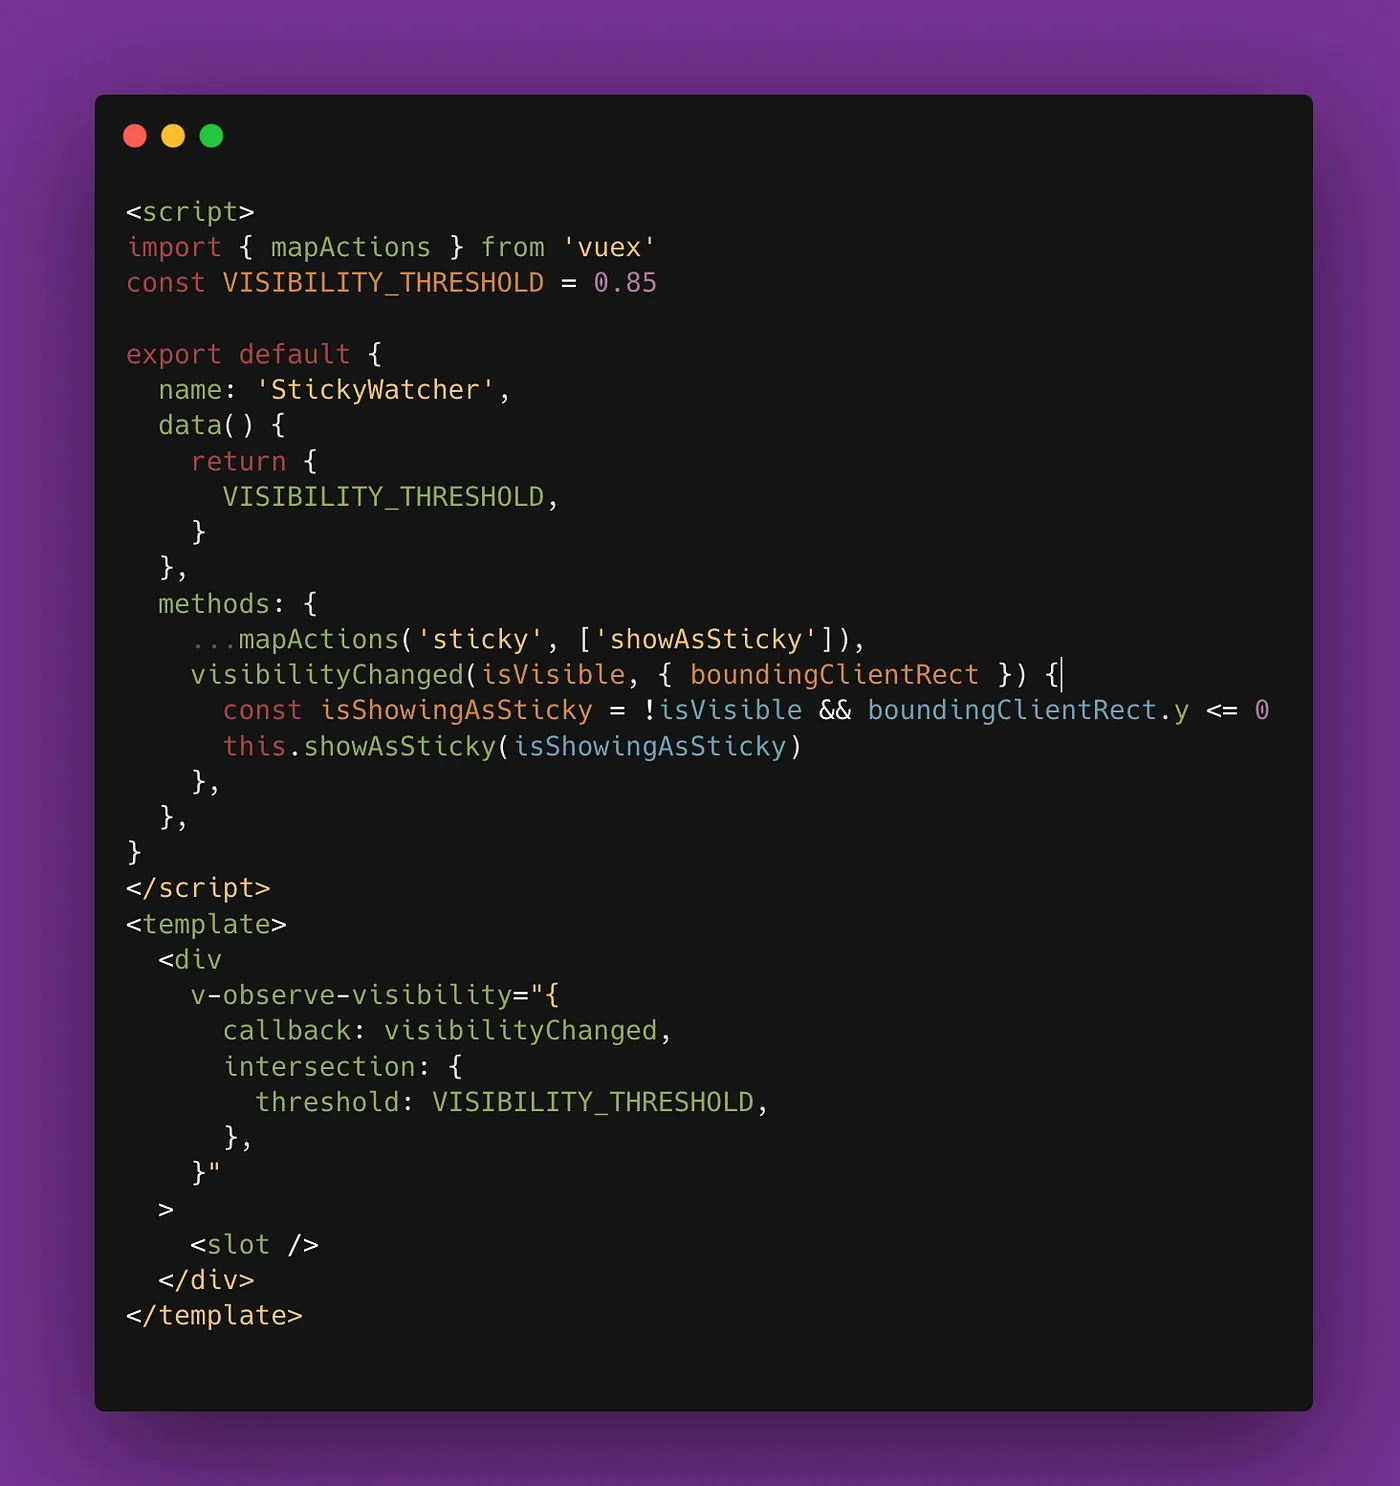 <script>
import { mapActions } from 'vuex'
const VISIBILITY_THRESHOLD = 0.85

export default {
  name: 'StickyWatcher',
  data() {
    return {
      VISIBILITY_THRESHOLD,
    }
  },
  methods: {
    ...mapActions('sticky', ['showAsSticky']),
    visibilityChanged(isVisible, { boundingClientRect }) {
      const isShowingAsSticky = !isVisible && boundingClientRect.y <= 0
      this.showAsSticky(isShowingAsSticky)
    },
  },
}
</script>
<template>
  <div
    v-observe-visibility="{
      callback: visibilityChanged,
      intersection: {
        threshold: VISIBILITY_THRESHOLD,
      },
    }"
  >
    <slot />
  </div>
</template>